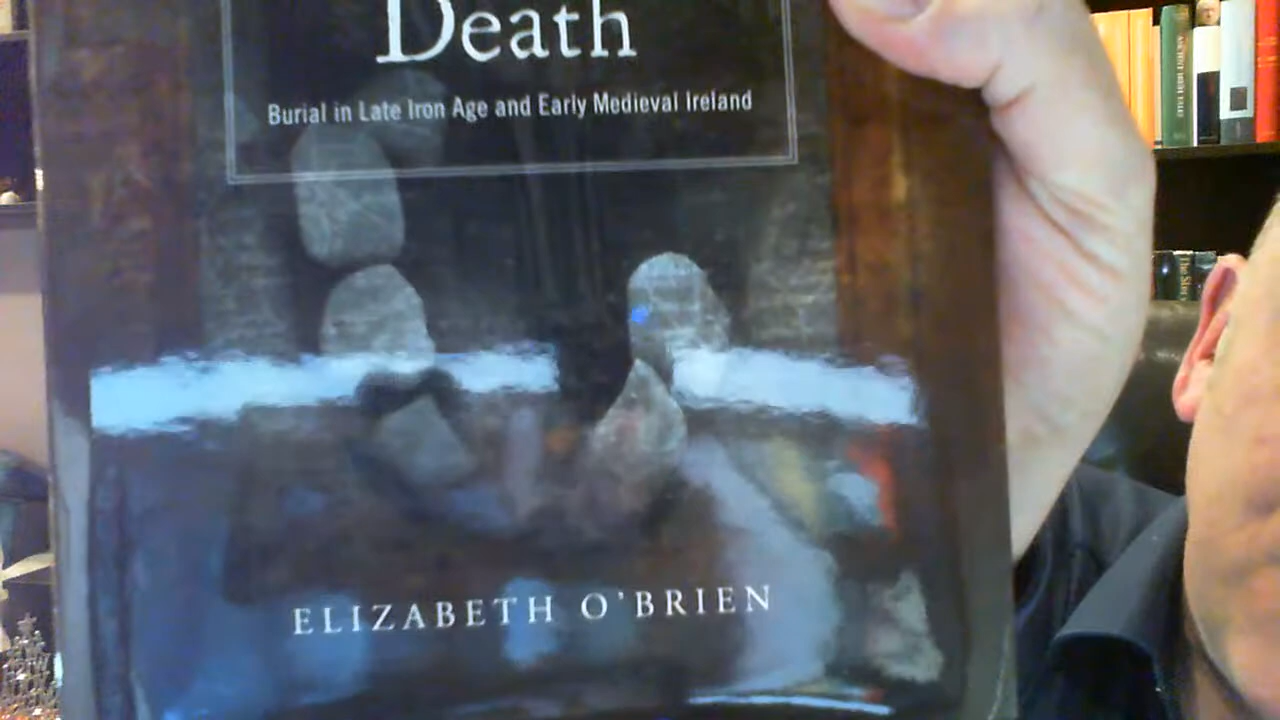 Death
Burial in Late Iron Age and Early Medieval Ireland
ELIZABETH O'BRIEN